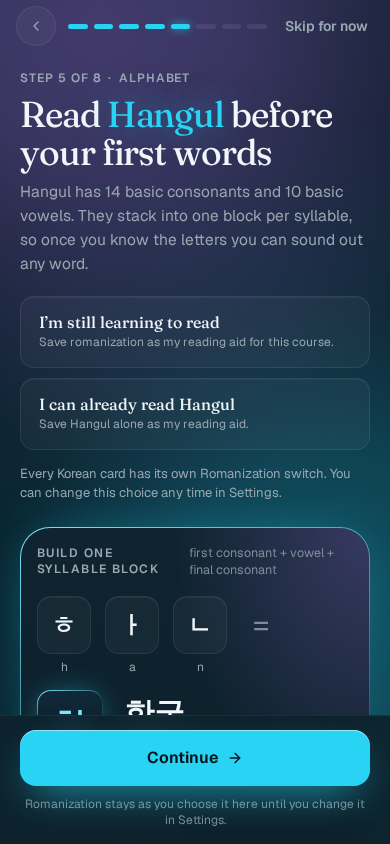 Skip for now
STEP 5 OF 8 · ALPHABET
Read Hangul before
your first words
Hangul has 14 basic consonants and 10 basic
vowels. They stack into one block per syllable,
so once you know the letters you can sound out
any word.
I'm still learning to read
Save romanization as my reading aid for this course.
I can already read Hangul
Save Hangul alone as my reading aid.
Every Korean card has its own Romanization switch. You
can change this choice any time in Settings.
BUILD ONE
SYLLABLE BLOCK
first consonant + vowel +
final consonant
ㅎ ㅏ ㄴ =
h a n
한국
Continue →
Romanization stays as you choose it here until you change it
in Settings.